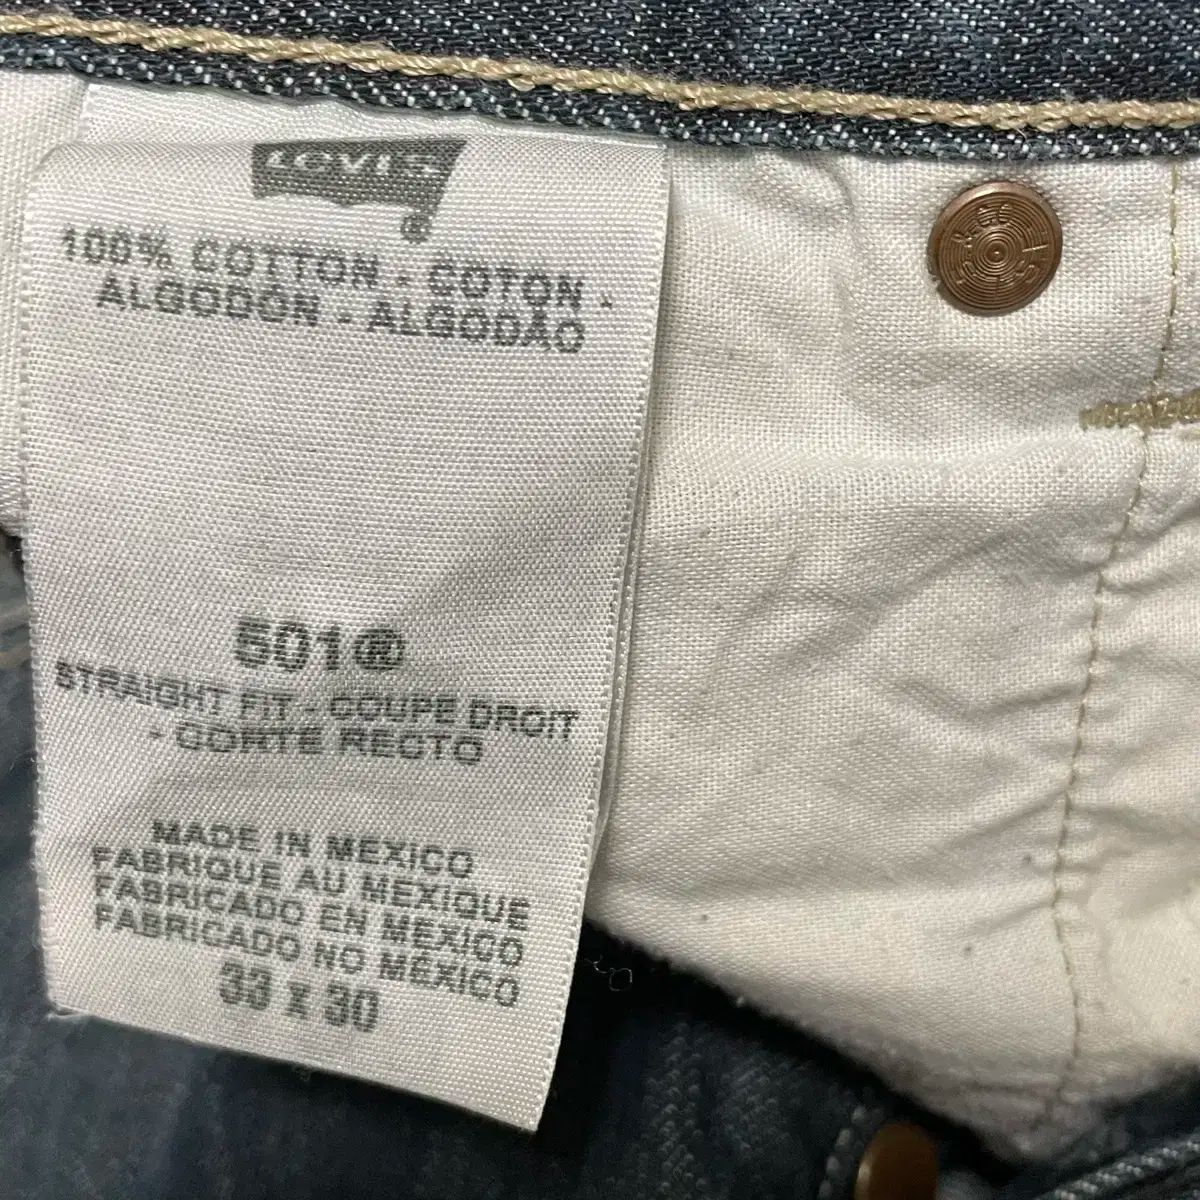 LEVI'S
®
100% COTTON - COTON -
ALGODÓN - ALGODÃO
501®
STRAIGHT FIT - COUPE DROIT
- CORTE RECTO
MADE IN MEXICO
FABRIQUE AU MEXIQUE
FABRICADO EN MEXICO
FABRICADO NO MÉXICO
33 X 30